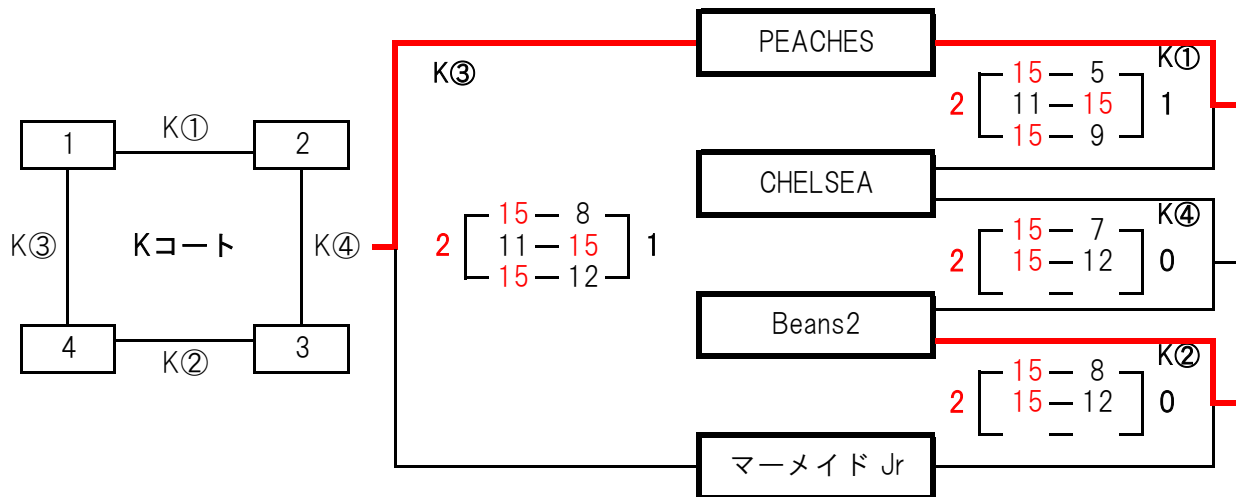 PEACHES
K③
K①
15 — 5
2 11 — 15 1
15 — 9
K①
1 2
CHELSEA
K③ Kコート K④
15 — 8
2 11 — 15 1
15 — 12
K④
15 — 7
2 15 — 12 0
—
Beans2
4 3
K②
K②
15 — 8
2 15 — 12 0
—
マーメイド Jr